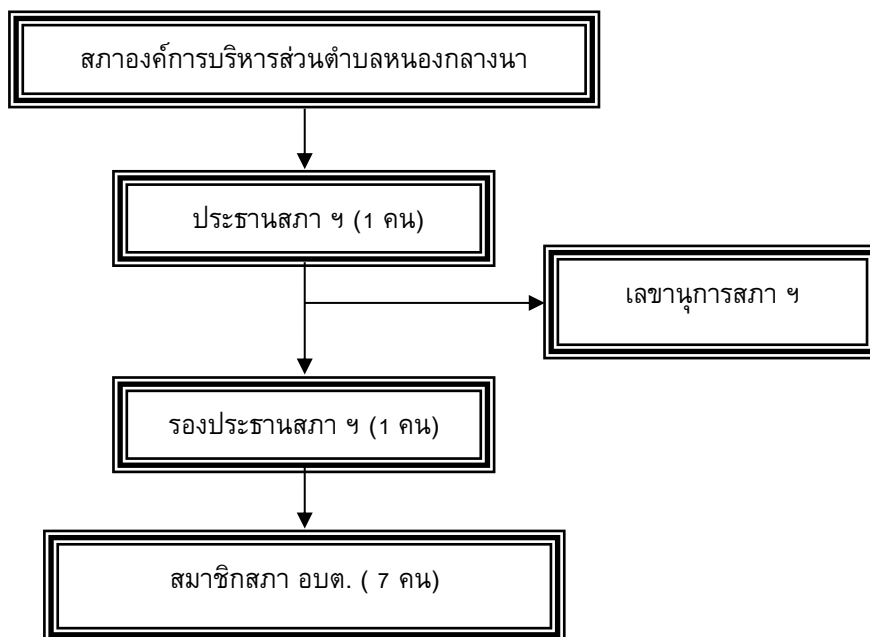 สภาองค์การบริหารส่วนตำบลหนองกลางนา
ประธานสภา ฯ (1 คน)
เลขานุการสภา ฯ
รองประธานสภา ฯ (1 คน)
สมาชิกสภา อบต. ( 7 คน)